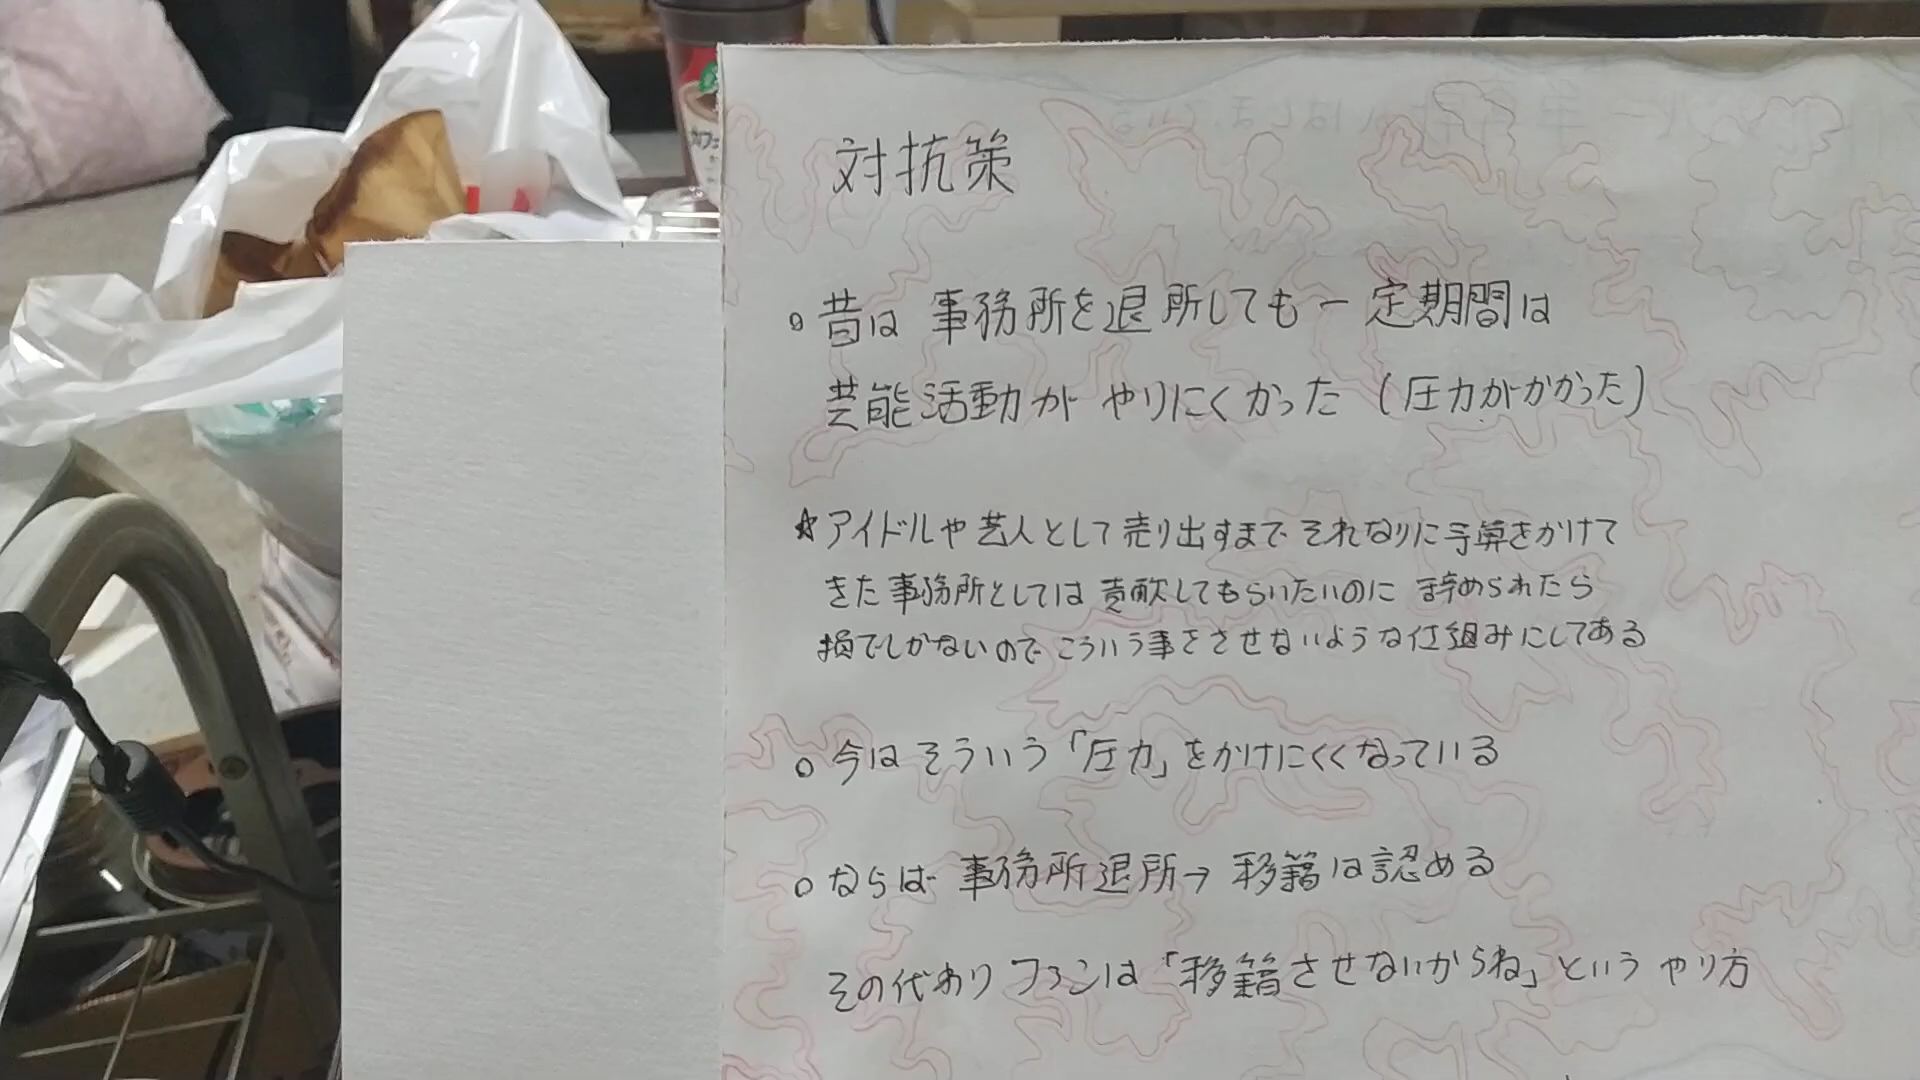 対抗策
○ 昔は 事務所を退所しても一定期間は
芸能活動が やりにくかった (圧力がかかった)
☆ アイドルや芸人として売り出すまで それなりに予算をかけて
きた事務所としては 貢献してもらいたいのに 辞められたら
損でしかないので こういう事をさせないような仕組みにしてある
○ 今は そういう「圧力」をかけにくくなっている
○ ならば 事務所退所→ 移籍は認める
その代わり ファンは「移籍させないからね」という やり方
カフェ